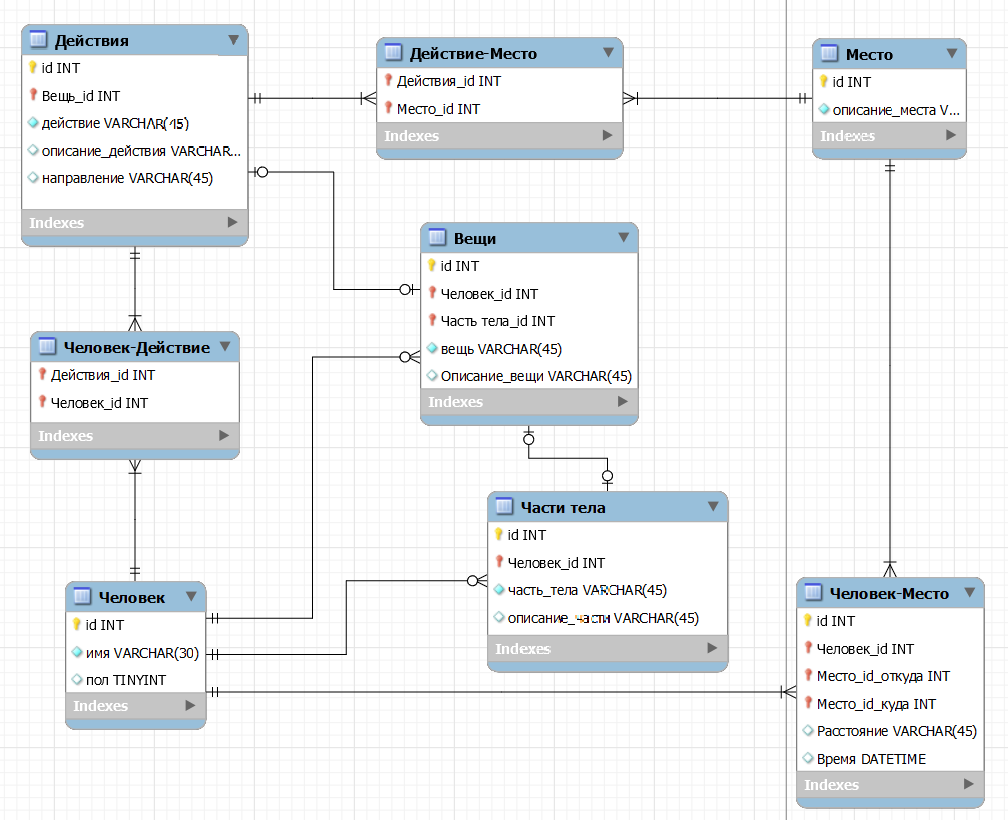 Действия
id INT
Вещь_id INT
действие VARCHAR(45)
описание_действия VARCHAR...
направление VARCHAR(45)
Indexes
Действие-Место
Действия_id INT
Место_id INT
Indexes
Место
id INT
описание_места V...
Indexes
Вещи
id INT
Человек_id INT
Часть тела_id INT
вещь VARCHAR(45)
Описание_вещи VARCHAR(45)
Indexes
Человек-Действие
Действия_id INT
Человек_id INT
Indexes
Части тела
id INT
Человек_id INT
часть_тела VARCHAR(45)
описание_части VARCHAR(45)
Indexes
Человек
id INT
имя VARCHAR(30)
пол TINYINT
Indexes
Человек-Место
id INT
Человек_id INT
Место_id_откуда INT
Место_id_куда INT
Расстояние VARCHAR(45)
Время DATETIME
Indexes